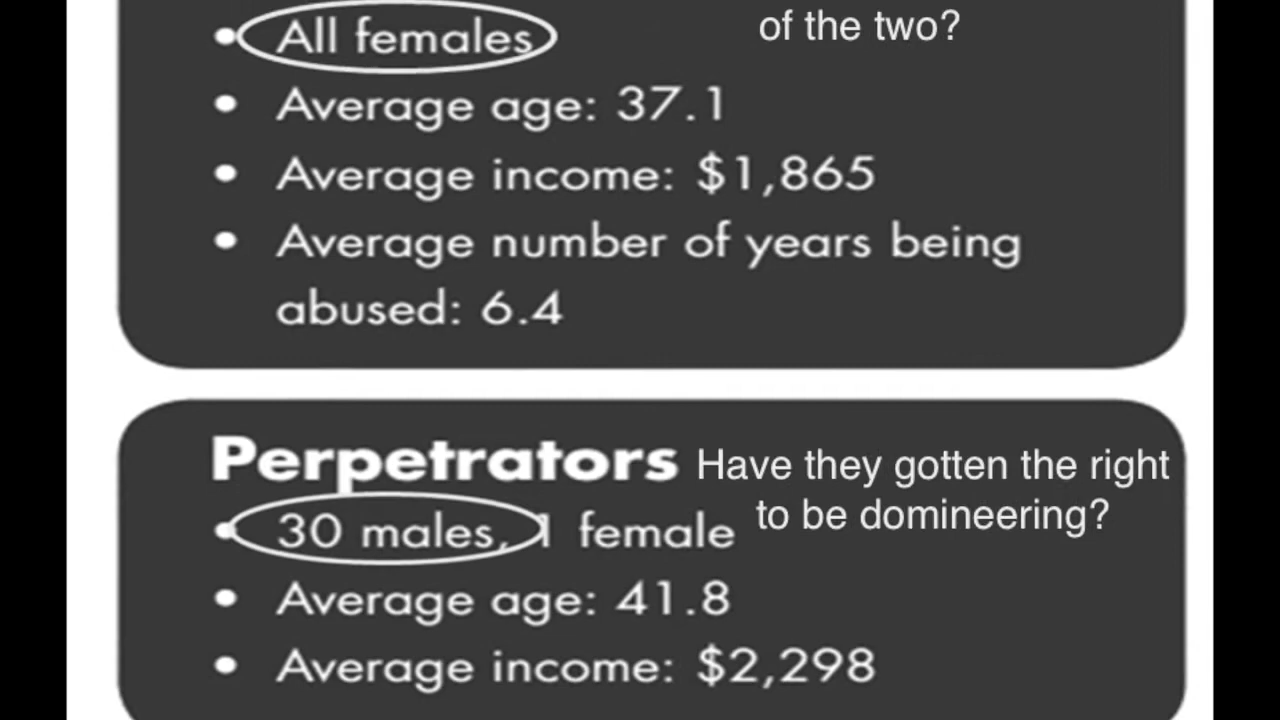 of the two?
• All females
• Average age: 37.1
• Average income: $1,865
• Average number of years being
abused: 6.4
Perpetrators
Have they gotten the right
to be domineering?
• 30 males, 1 female
• Average age: 41.8
• Average income: $2,298